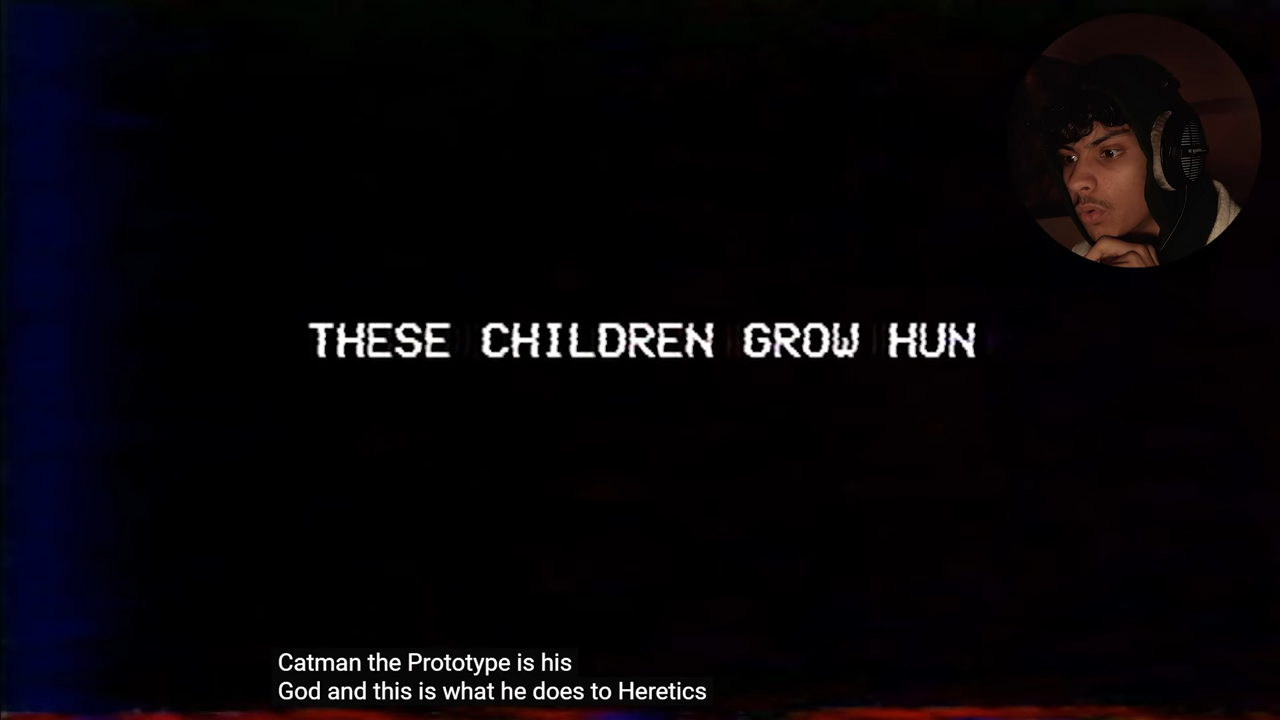 THESE CHILDREN GROW HUN
Catman the Prototype is his
God and this is what he does to Heretics